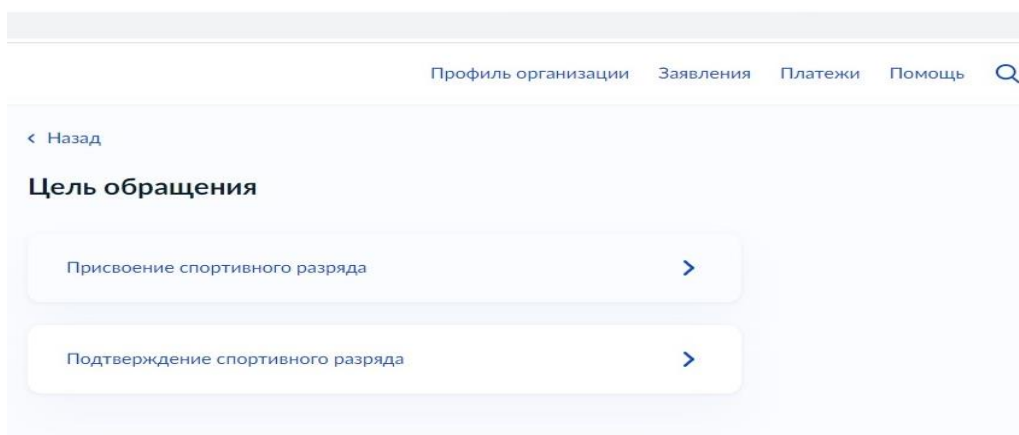 Профиль организации Заявления Платежи Помощь
Назад
Цель обращения
Присвоение спортивного разряда
Подтверждение спортивного разряда